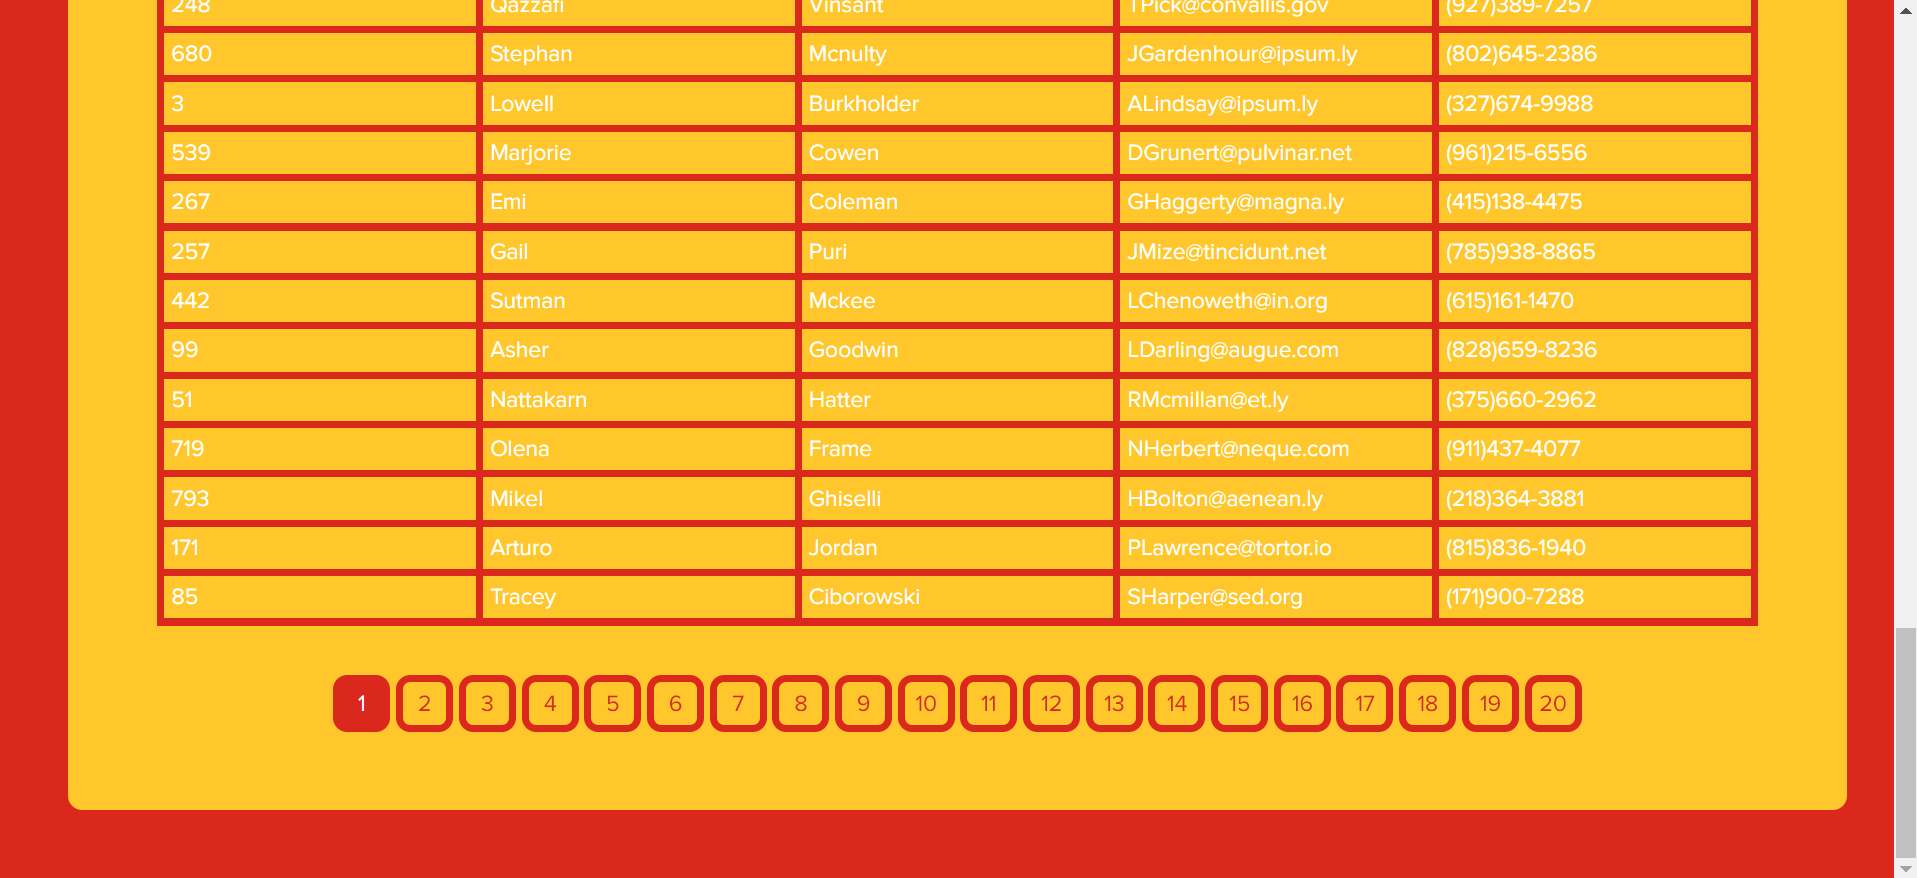 248 Qazzafi Vinsant TPick@convallis.gov (927)389-7257
680 Stephan Mcnulty JGardenhour@ipsum.ly (802)645-2386
3 Lowell Burkholder ALindsay@ipsum.ly (327)674-9988
539 Marjorie Cowen DGrunert@pulvinar.net (961)215-6556
267 Emi Coleman GHaggerty@magna.ly (415)138-4475
257 Gail Puri JMize@tincidunt.net (785)938-8865
442 Sutman Mckee LChenoweth@in.org (615)161-1470
99 Asher Goodwin LDarling@augue.com (828)659-8236
51 Nattakarn Hatter RMcmillan@et.ly (375)660-2962
719 Olena Frame NHerbert@neque.com (911)437-4077
793 Mikel Ghiselli HBolton@aenean.ly (218)364-3881
171 Arturo Jordan PLawrence@tortor.io (815)836-1940
85 Tracey Ciborowski SHarper@sed.org (171)900-7288
1 2 3 4 5 6 7 8 9 10 11 12 13 14 15 16 17 18 19 20